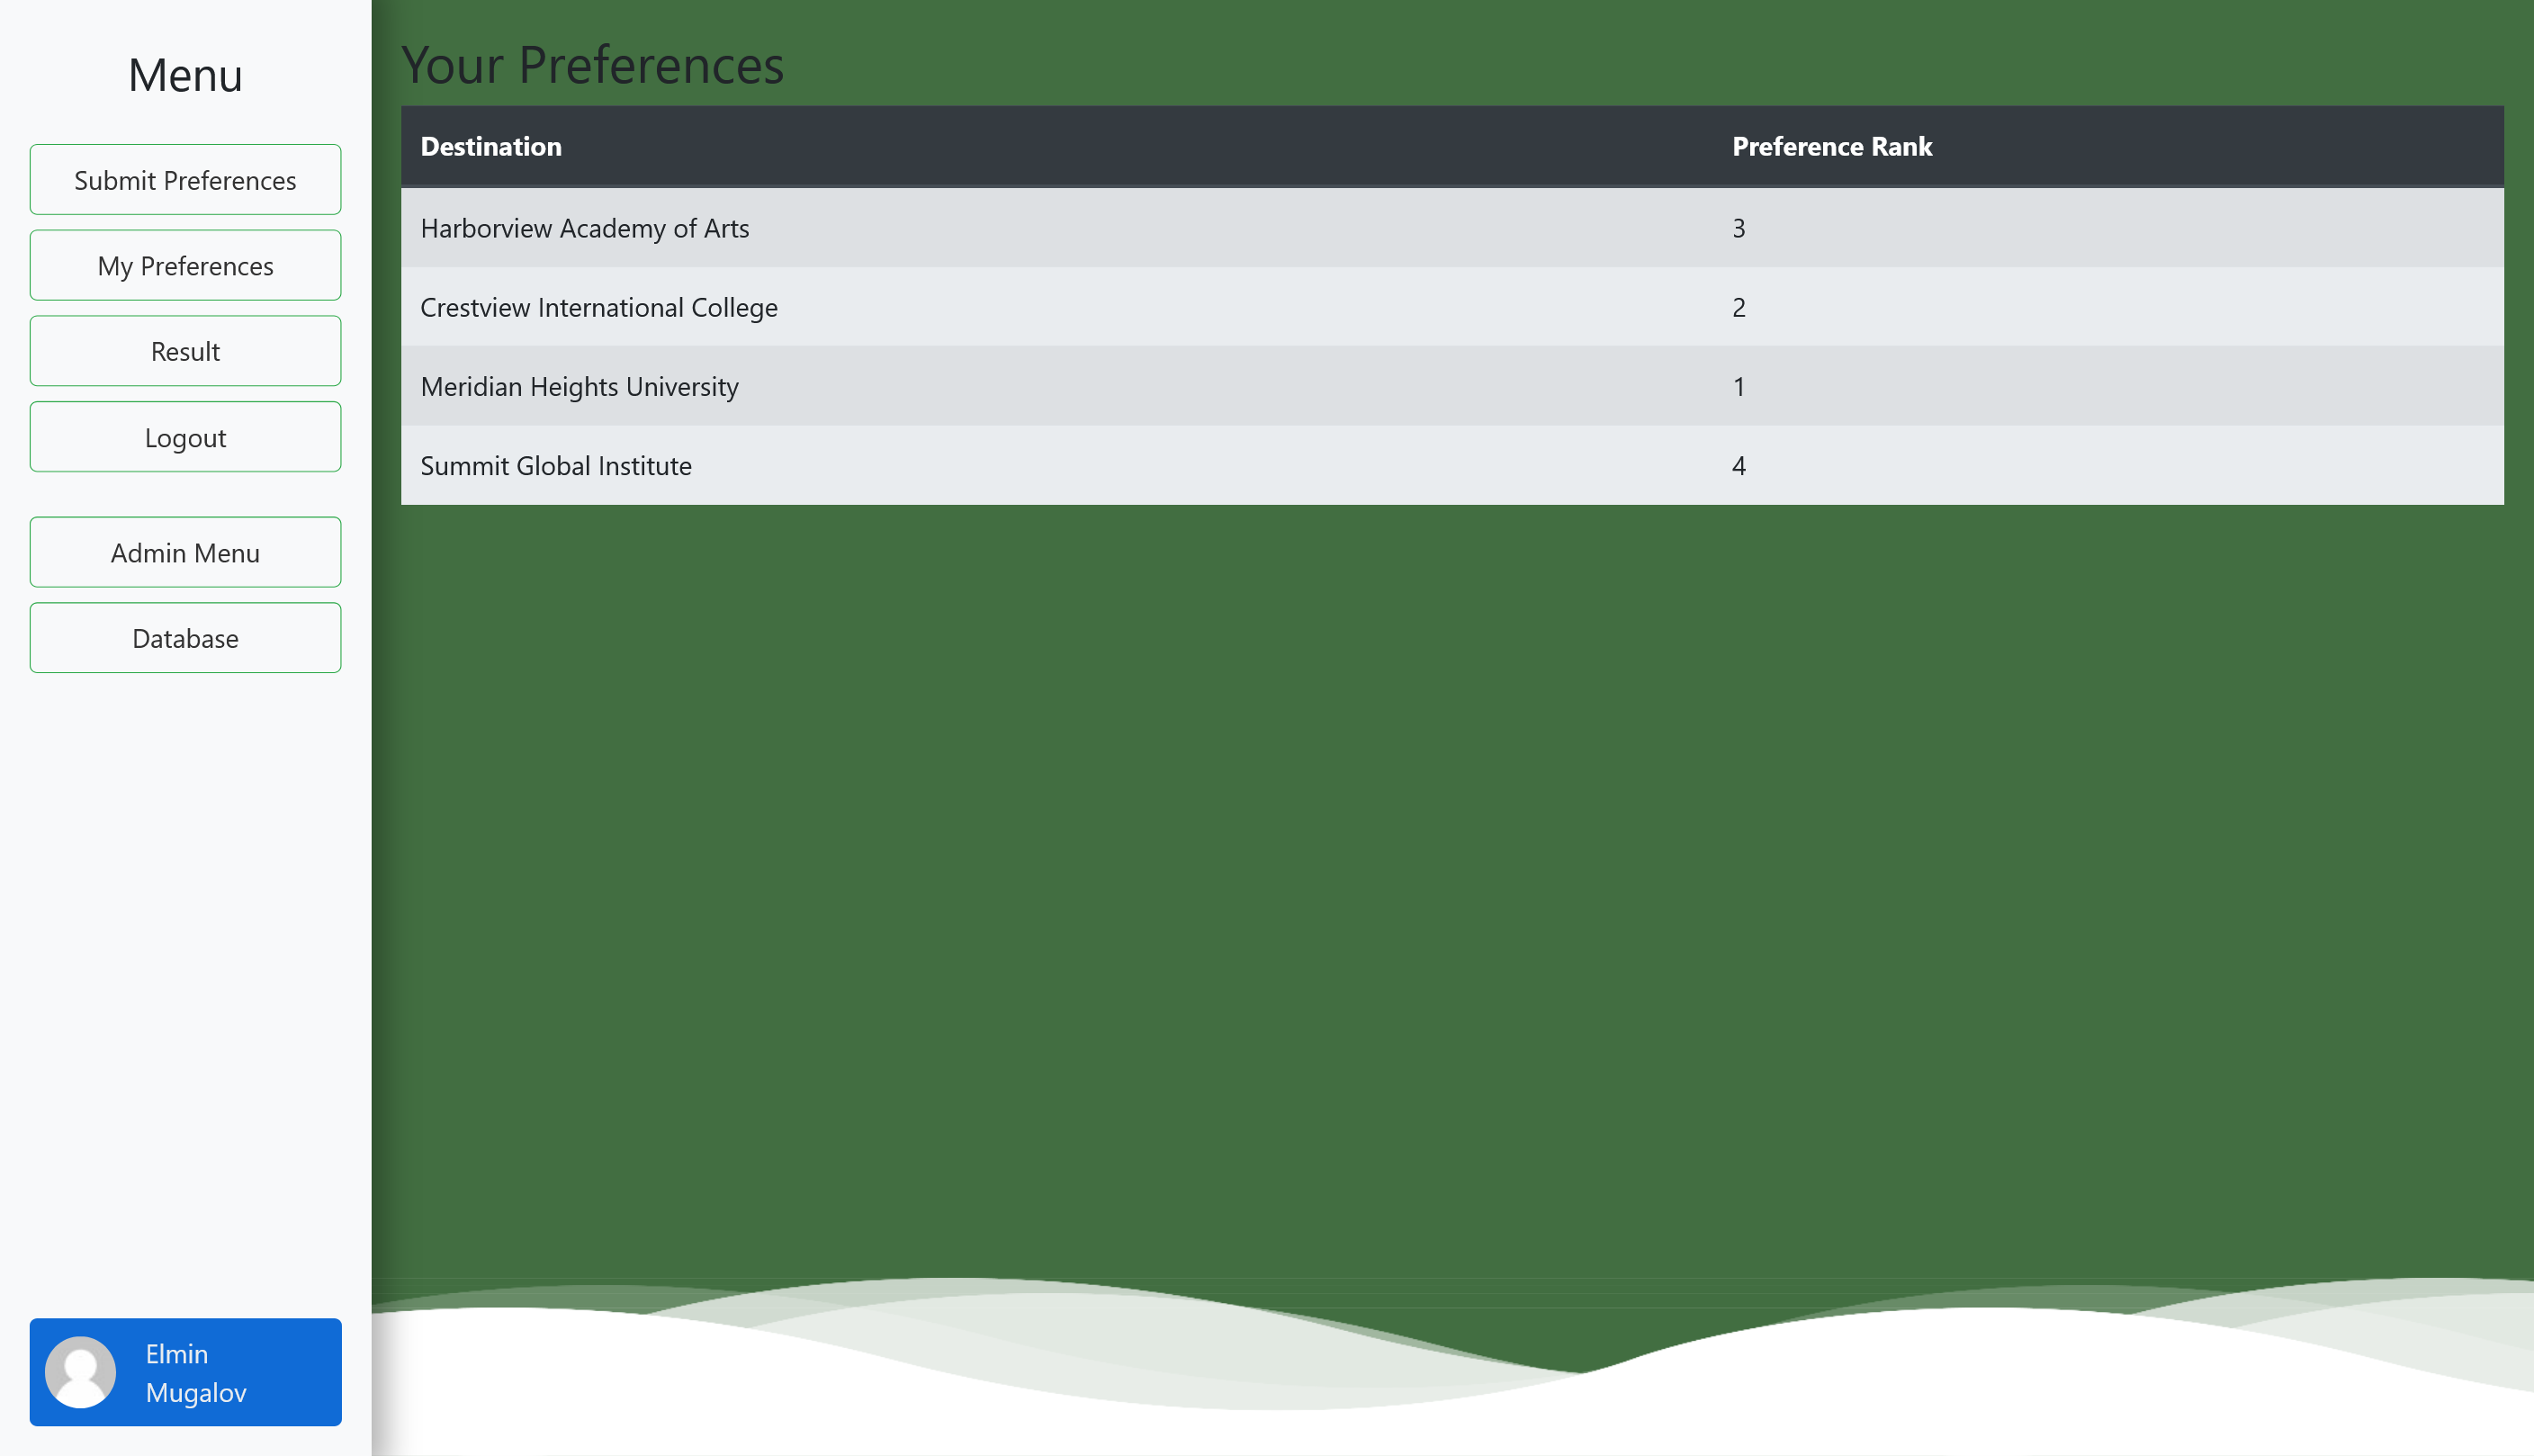 Menu
Submit Preferences
My Preferences
Result
Logout
Admin Menu
Database
Elmin
Mugalov
Your Preferences
Destination Preference Rank
Harborview Academy of Arts 3
Crestview International College 2
Meridian Heights University 1
Summit Global Institute 4